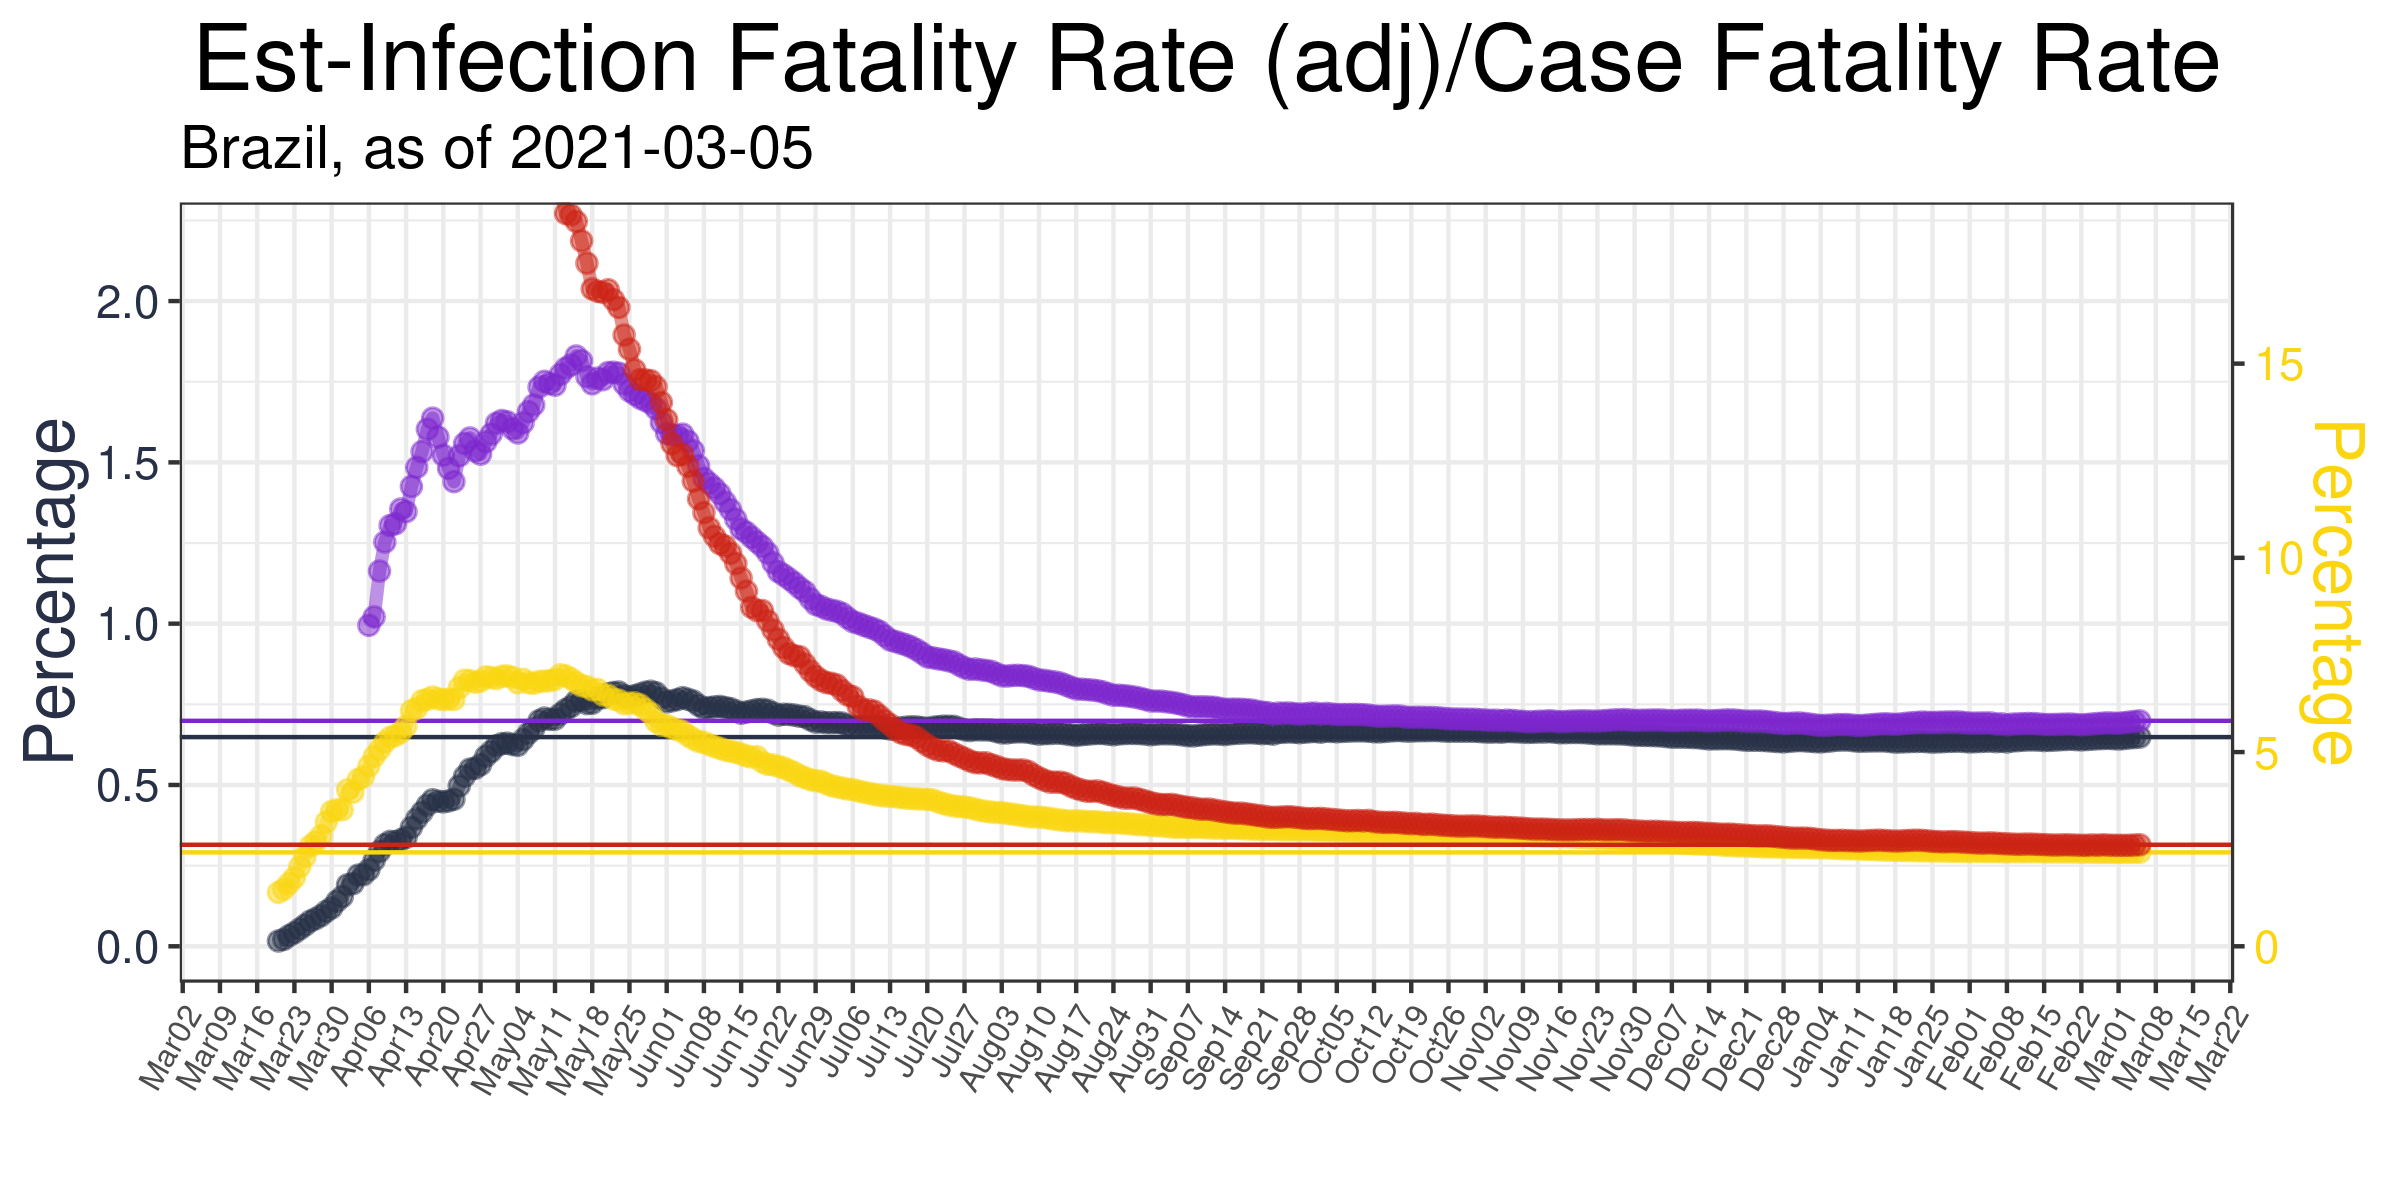 Est-Infection Fatality Rate (adj)/Case Fatality Rate
Brazil, as of 2021-03-05
Percentage
2.0
1.5
1.0
0.5
0.0
15
10
5
0
Percentage
Mar02 Mar09 Mar16 Mar23 Mar30 Apr06 Apr13 Apr20 Apr27 May04 May11 May18 May25 Jun01 Jun08 Jun15 Jun22 Jun29 Jul06 Jul13 Jul20 Jul27 Aug03 Aug10 Aug17 Aug24 Aug31 Sep07 Sep14 Sep21 Sep28 Oct05 Oct12 Oct19 Oct26 Nov02 Nov09 Nov16 Nov23 Nov30 Dec07 Dec14 Dec21 Dec28 Jan04 Jan11 Jan18 Jan25 Feb01 Feb08 Feb15 Feb22 Mar01 Mar08 Mar15 Mar22